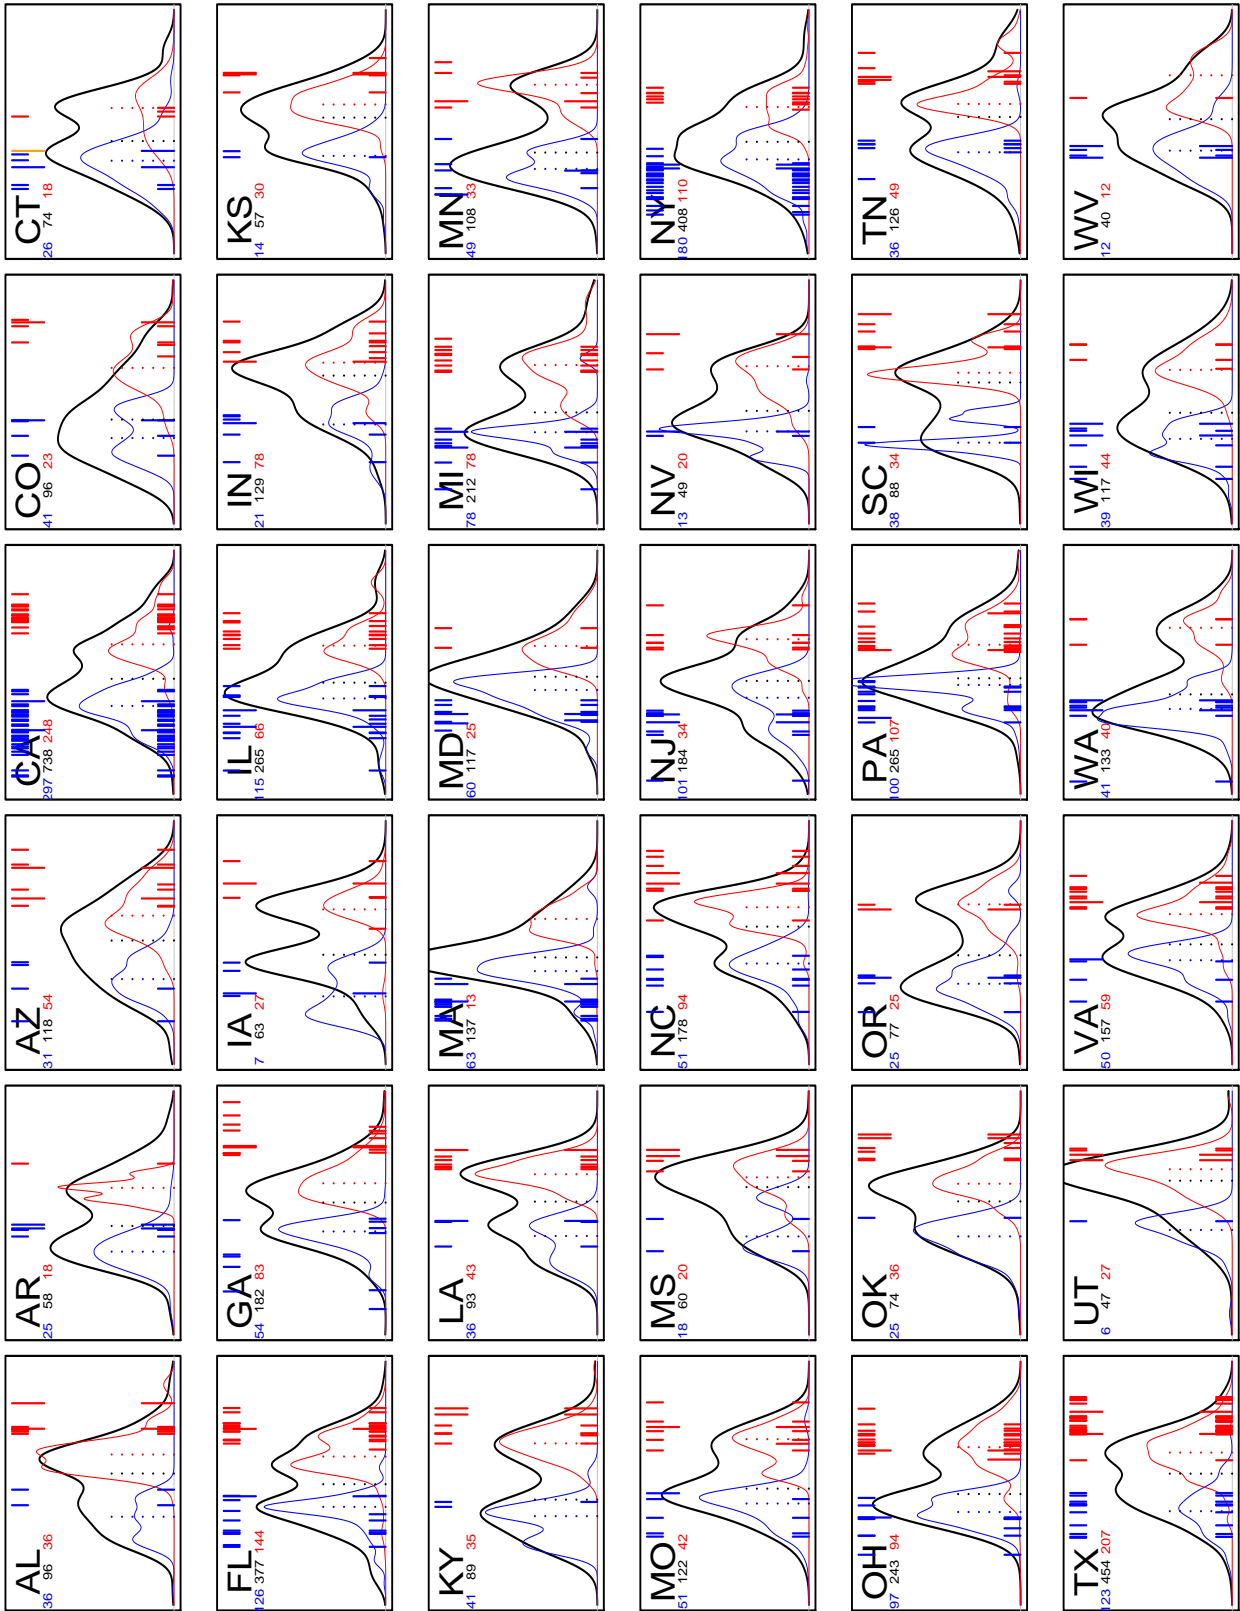 AL
36 96 36
AR
25 58 18
AZ
31 118 54
CA
297 738 248
CO
41 96 23
CT
26 74 18
FL
126 377 144
GA
54 182 83
IA
7 63 27
IL
115 265 66
IN
21 129 78
KS
14 57 30
KY
41 89 35
LA
36 93 43
MA
63 137 13
MD
60 117 25
MI
78 212 78
MN
49 108 33
MO
51 122 42
MS
18 60 20
NC
51 178 94
NJ
101 184 34
NV
13 49 20
NY
180 408 110
OH
97 243 94
OK
25 74 36
OR
25 77 25
PA
100 265 107
SC
38 88 34
TN
36 126 49
TX
123 454 207
UT
6 47 27
VA
50 157 59
WA
41 133 40
WI
39 117 44
WV
12 40 12